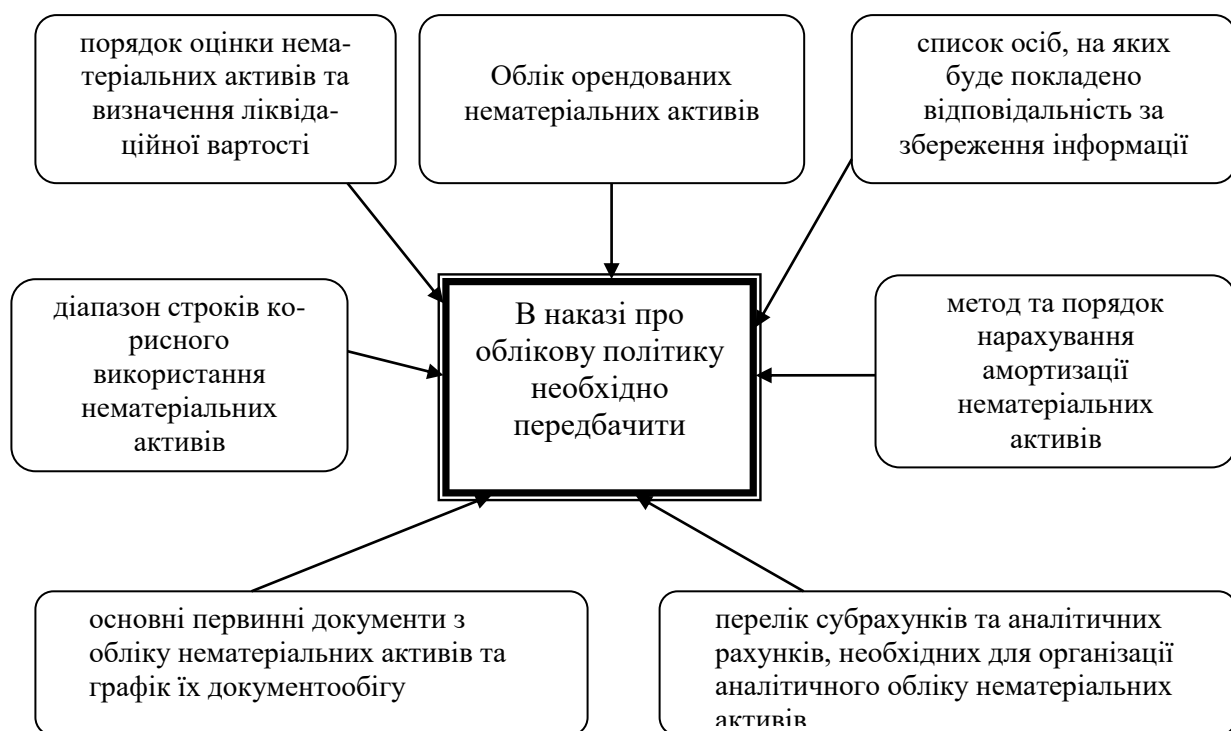 порядок оцінки нема-
теріальних активів та
визначення ліквіда-
ційної вартості
Облік орендованих
нематеріальних активів
список осіб, на яких
буде покладено
відповідальність за
збереження інформації
діапазон строків ко-
рисного
використання
нематеріальних
активів
В наказі про
облікову політику
необхідно
передбачити
метод та порядок
нарахування
амортизації
нематеріальних
активів
основні первинні документи з
обліку нематеріальних активів та
графік їх документообігу
перелік субрахунків та аналітичних
рахунків, необхідних для організації
аналітичного обліку нематеріальних
активів